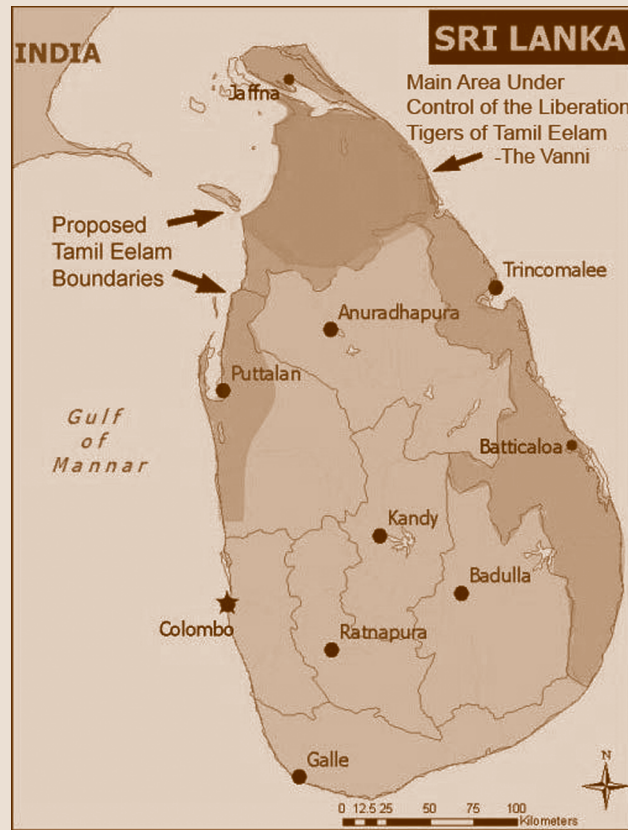 SRI LANKA
INDIA
Jaffna
Main Area Under
Control of the Liberation
Tigers of Tamil Eelam
-The Vanni
Proposed
Tamil Eelam
Boundaries
Trincomalee
Anuradhapura
Puttalan
Gulf
of
Mannar
Batticaloa
Kandy
Badulla
Colombo
Ratnapura
Galle
N
0 12.5 25 50 75 100
Kilometers